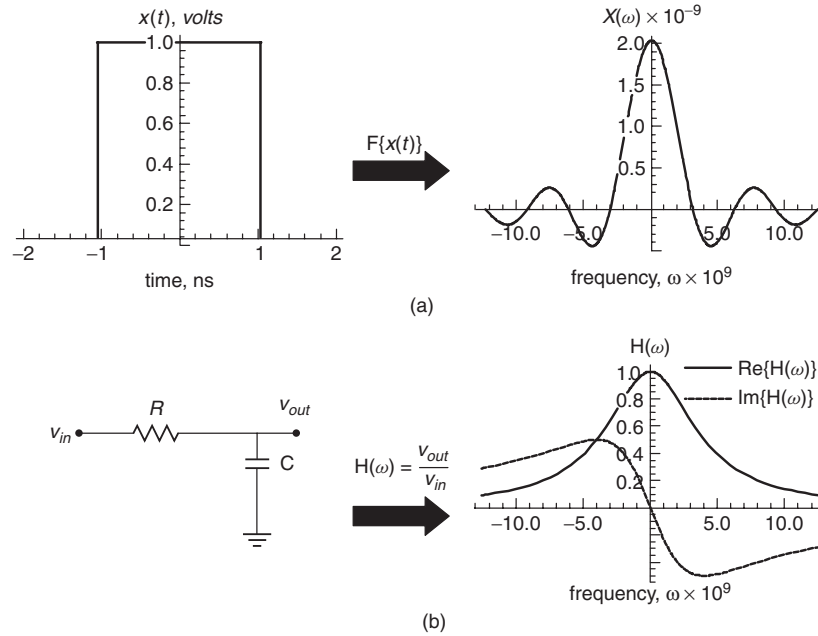 x(t), volts
1.0
0.8
0.6
0.4
0.2
−2 −1 0 1 2
time, ns
F{x(t)}
X(ω) × 10⁻⁹
2.0
1.5
1.0
0.5
−10.0 −5.0 0 5.0 10.0
frequency, ω × 10⁹
(a)
R
v_in
v_out
C
H(ω) = v_out / v_in
H(ω)
Re{H(ω)}
Im{H(ω)}
1.0
0.8
0.6
0.4
0.2
−10.0 −5.0 0 5.0 10.0
frequency, ω × 10⁹
(b)